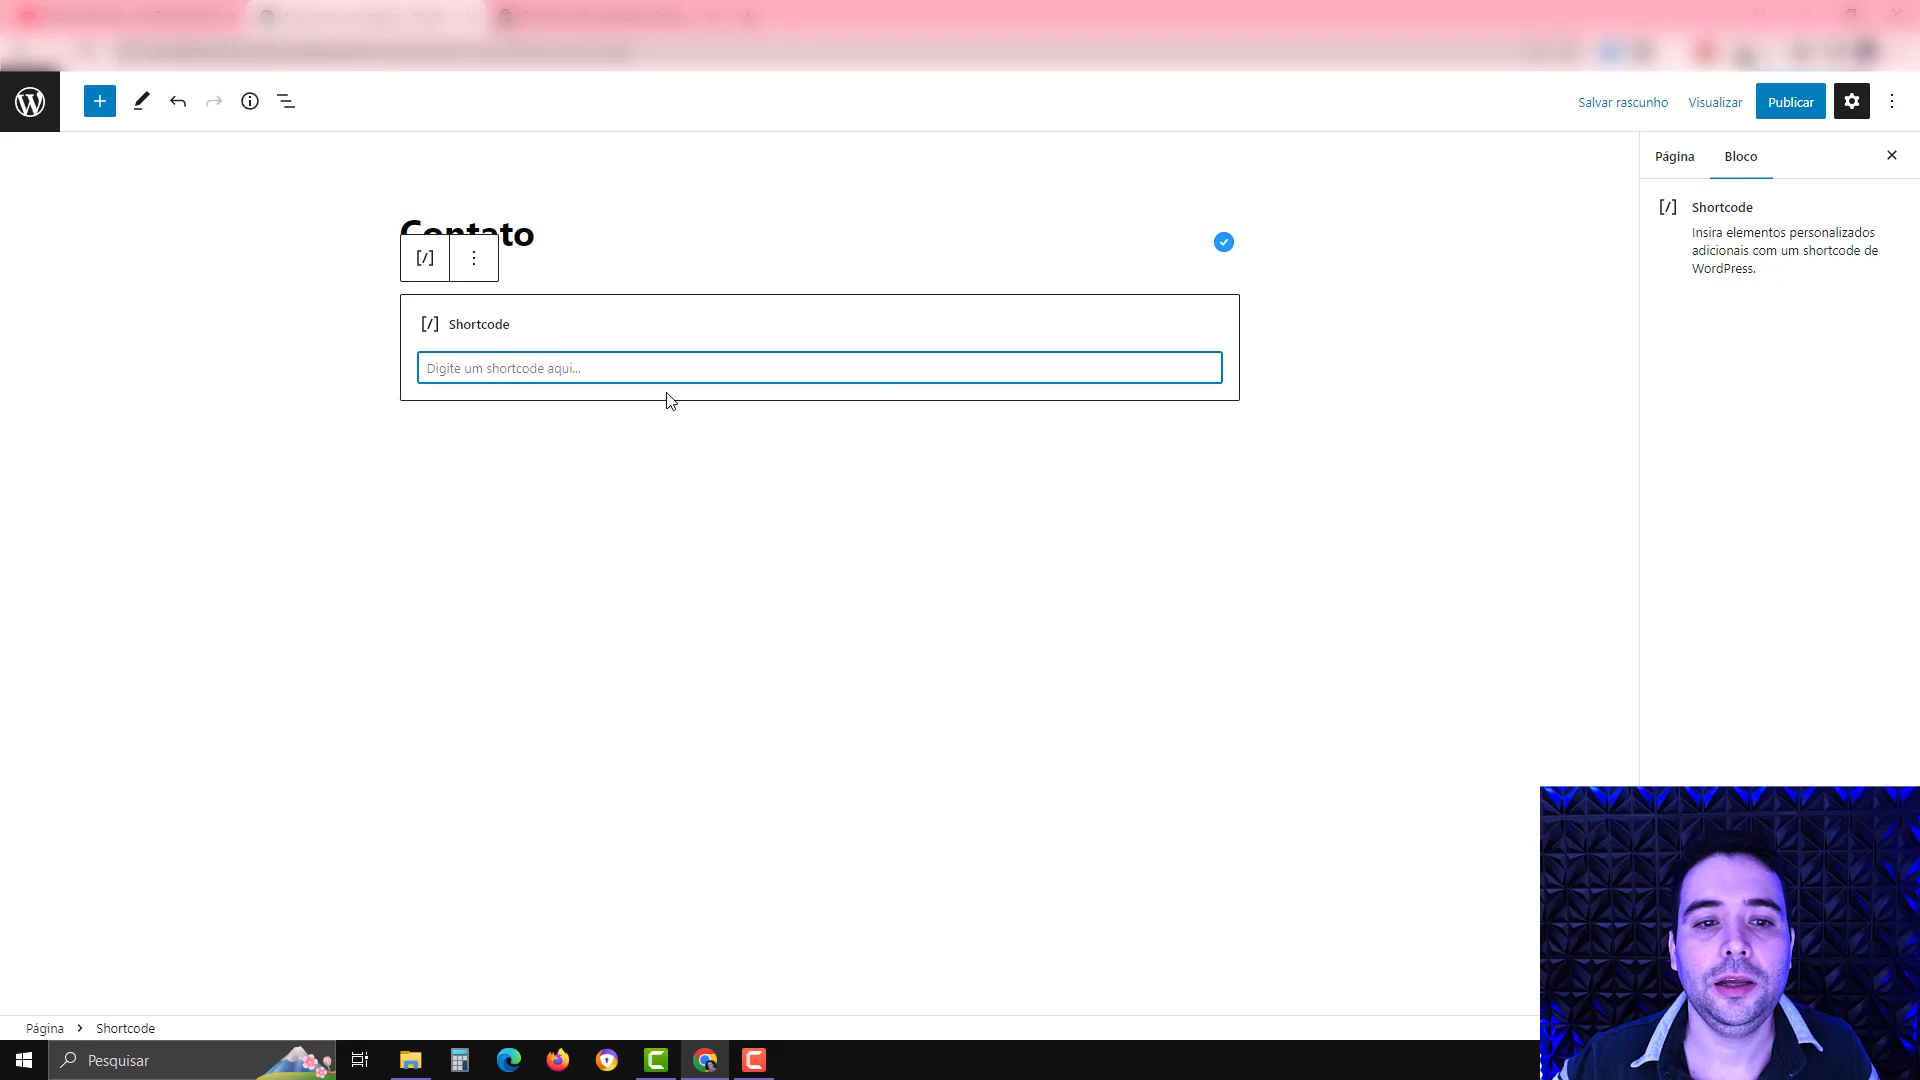 Salvar rascunho
Visualizar
Publicar
Página
Bloco
Contato
[/] Shortcode
Insira elementos personalizados
adicionais com um shortcode de
WordPress.
[/]
[/] Shortcode
Digite um shortcode aqui...
Página > Shortcode
Pesquisar